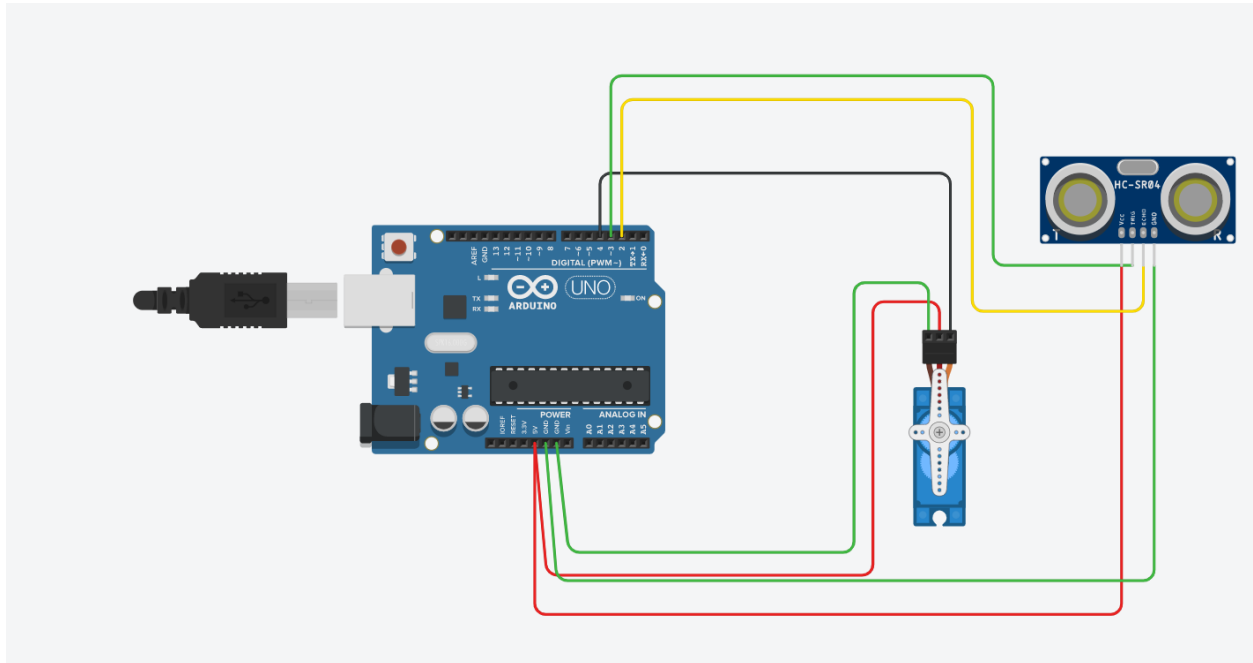 HC-SR04
VCC
TRIG
ECHO
GND
T
R
AREF
GND
13
12
~11
~10
~9
8
7
~6
~5
4
~3
2
TX→1
RX←0
DIGITAL (PWM~)
L
TX
RX
ARDUINO
UNO
ON
POWER
ANALOG IN
IOREF
RESET
3.3V
5V
GND
GND
Vin
A0
A1
A2
A3
A4
A5